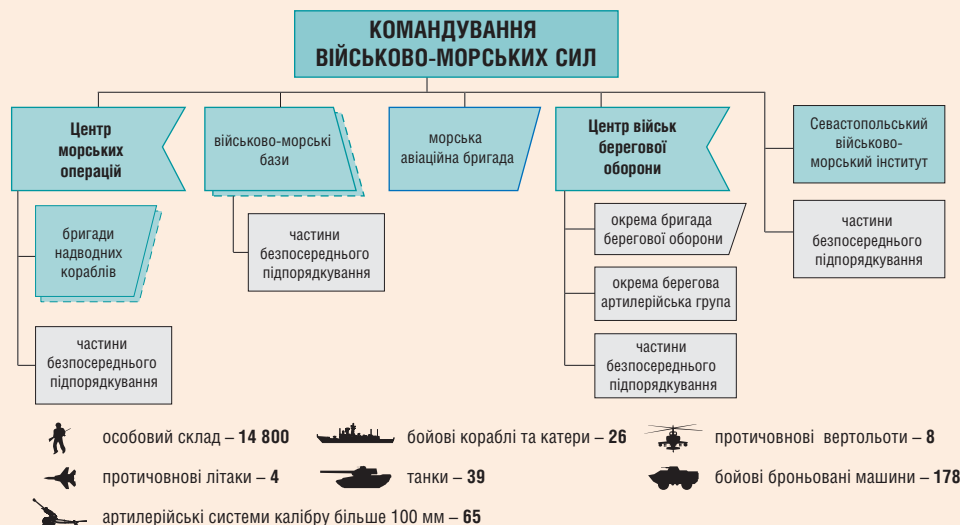 КОМАНДУВАННЯ
ВІЙСЬКОВО-МОРСЬКИХ СИЛ
Центр
морських
операцій
військово-морські
бази
морська
авіаційна бригада
Центр військ
берегової
оборони
Севастопольський
військово-
морський інститут
бригади
надводних
кораблів
частини
безпосереднього
підпорядкування
частини
безпосереднього
підпорядкування
окрема бригада
берегової оборони
окрема берегова
артилерійська група
частини
безпосереднього
підпорядкування
частини
безпосереднього
підпорядкування
особовий склад – 14 800
бойові кораблі та катери – 26
протичовнові вертольоти – 8
протичовнові літаки – 4
танки – 39
бойові броньовані машини – 178
артилерійські системи калібру більше 100 мм – 65